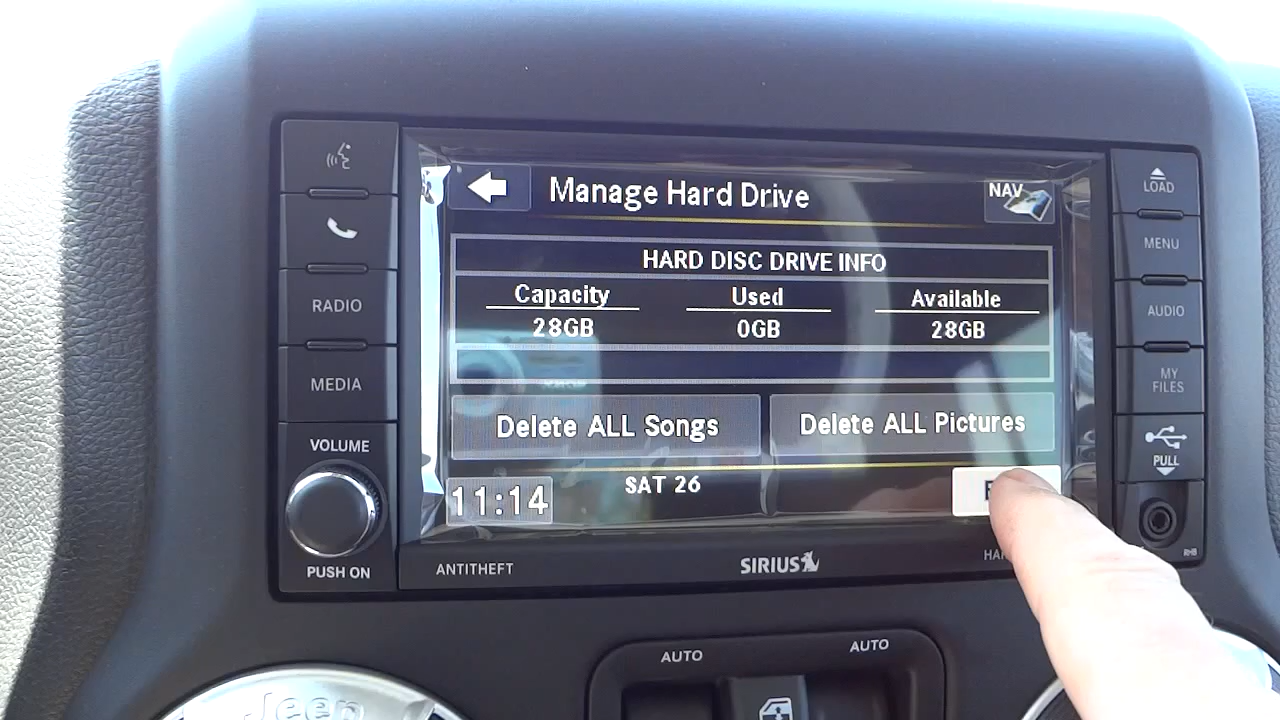 LOAD
Manage Hard Drive
NAV
MENU
HARD DISC DRIVE INFO
RADIO
Capacity Used Available
AUDIO
28GB 0GB 28GB
MEDIA
MY
FILES
Delete ALL Songs Delete ALL Pictures
VOLUME
PULL
11:14
SAT 26
PUSH ON
ANTITHEFT
SIRIUS
RHB
AUTO
AUTO
Jeep